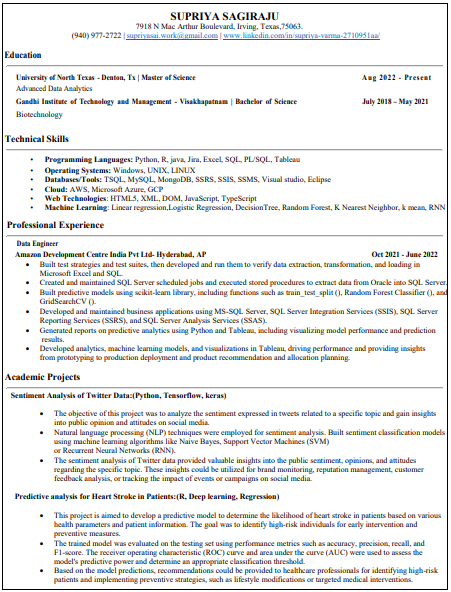 SUPRIYA SAGIRAJU
7918 N Mac Arthur Boulevard, Irving, Texas,75063.
(940) 977-2722 | supriyasai.work@gmail.com | www.linkedin.com/in/supriya-varma-2710951aa/
Education
University of North Texas - Denton, Tx | Master of Science Aug 2022 - Present
Advanced Data Analytics
Gandhi Institute of Technology and Management - Visakhapatnam | Bachelor of Science July 2018 – May 2021
Biotechnology
Technical Skills
• Programming Languages: Python, R, java, Jira, Excel, SQL, PL/SQL, Tableau
• Operating Systems: Windows, UNIX, LINUX
• Databases/Tools: TSQL, MySQL, MongoDB, SSRS, SSIS, SSMS, Visual studio, Eclipse
• Cloud: AWS, Microsoft Azure, GCP
• Web Technologies: HTML5, XML, DOM, JavaScript, TypeScript
• Machine Learning: Linear regression,Logistic Regression, DecisionTree, Random Forest, K Nearest Neighbor, k mean, RNN
Professional Experience
Data Engineer
Amazon Development Centre India Pvt Ltd- Hyderabad, AP Oct 2021 - June 2022
• Built test strategies and test suites, then developed and run them to verify data extraction, transformation, and loading in
Microsoft Excel and SQL.
• Created and maintained SQL Server scheduled jobs and executed stored procedures to extract data from Oracle into SQL Server.
• Built predictive models using scikit-learn library, including functions such as train_test_split (), Random Forest Classifier (), and
GridSearchCV ().
• Developed and maintained business applications using MS-SQL Server, SQL Server Integration Services (SSIS), SQL Server
Reporting Services (SSRS), and SQL Server Analysis Services (SSAS).
• Generated reports on predictive analytics using Python and Tableau, including visualizing model performance and prediction
results.
• Developed analytics, machine learning models, and visualizations in Tableau, driving performance and providing insights
from prototyping to production deployment and product recommendation and allocation planning.
Academic Projects
Sentiment Analysis of Twitter Data:(Python, Tensorflow, keras)
• The objective of this project was to analyze the sentiment expressed in tweets related to a specific topic and gain insights
into public opinion and attitudes on social media.
• Natural language processing (NLP) techniques were employed for sentiment analysis. Built sentiment classification models
using machine learning algorithms like Naive Bayes, Support Vector Machines (SVM)
or Recurrent Neural Networks (RNN).
• The sentiment analysis of Twitter data provided valuable insights into the public sentiment, opinions, and attitudes
regarding the specific topic. These insights could be utilized for brand monitoring, reputation management, customer
feedback analysis, or tracking the impact of events or campaigns on social media.
Predictive analysis for Heart Stroke in Patients:(R, Deep learning, Regression)
• This project is aimed to develop a predictive model to determine the likelihood of heart stroke in patients based on various
health parameters and patient information. The goal was to identify high-risk individuals for early intervention and
preventive measures.
• The trained model was evaluated on the testing set using performance metrics such as accuracy, precision, recall, and
F1-score. The receiver operating characteristic (ROC) curve and area under the curve (AUC) were used to assess the
model's predictive power and determine an appropriate classification threshold.
• Based on the model predictions, recommendations could be provided to healthcare professionals for identifying high-risk
patients and implementing preventive strategies, such as lifestyle modifications or targeted medical interventions.